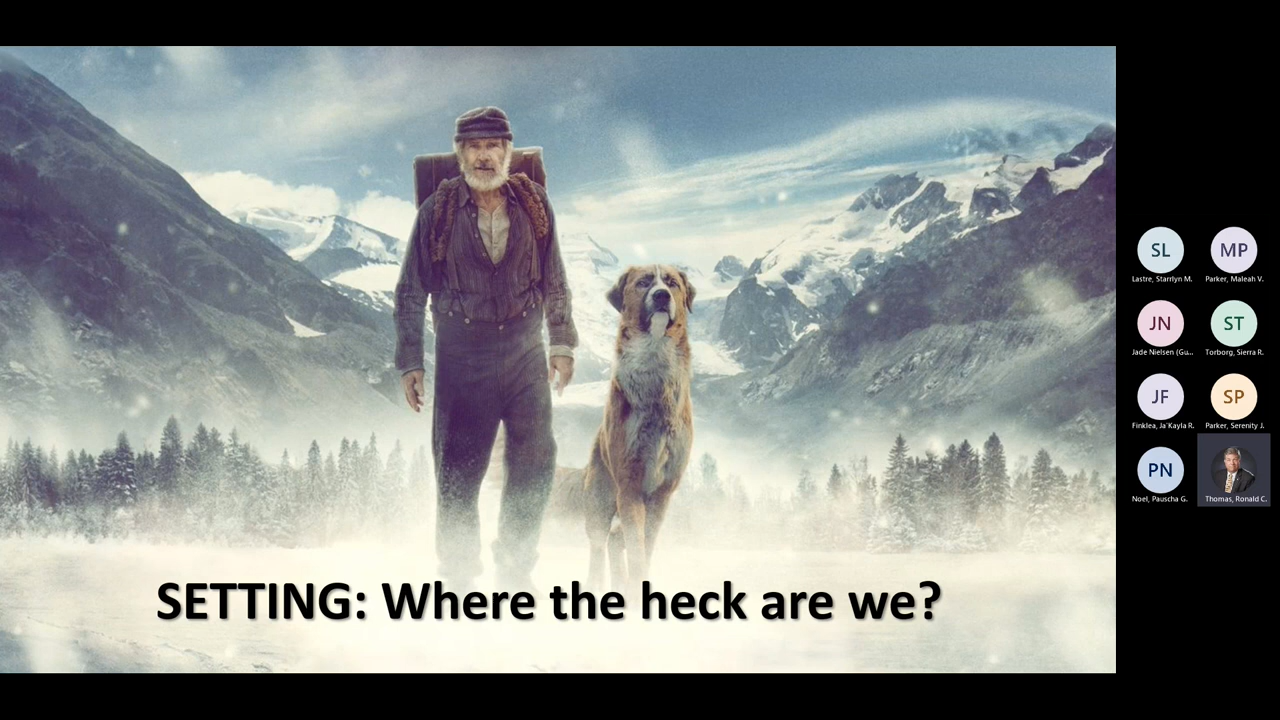 SETTING: Where the heck are we?
SL
MP
Lastre, Starrlyn M.
Parker, Maleah V.
JN
ST
Jade Nielsen (Gu...
Torborg, Sierra R.
JF
SP
Finklea, Ja'Kayla R.
Parker, Serenity J.
PN
Noel, Pauscha G.
Thomas, Ronald C.